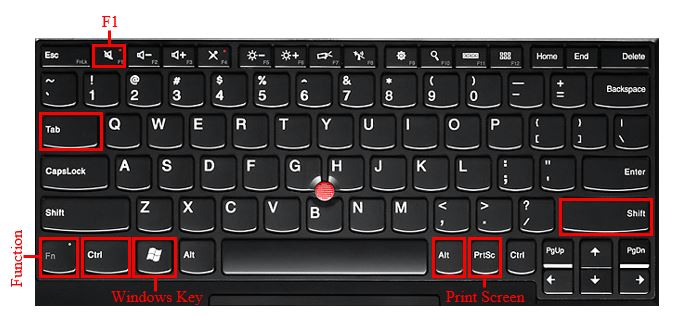 F1
Esc Home End Delete
FnLk F1 F2 F3 F4 F5 F6 F7 F8 F9 F10 F11 F12
~ ! @ # $ % ^ & * ( ) _ +
` 1 2 3 4 5 6 7 8 9 0 - = Backspace
Tab Q W E R T Y U I O P { } |
[ ] \
CapsLock A S D F G H J K L : " Enter
; '
Shift Z X C V B N M < > ? Shift
, . /
Fn Ctrl Alt Alt PrtSc Ctrl PgUp PgDn
Function
Windows Key Print Screen